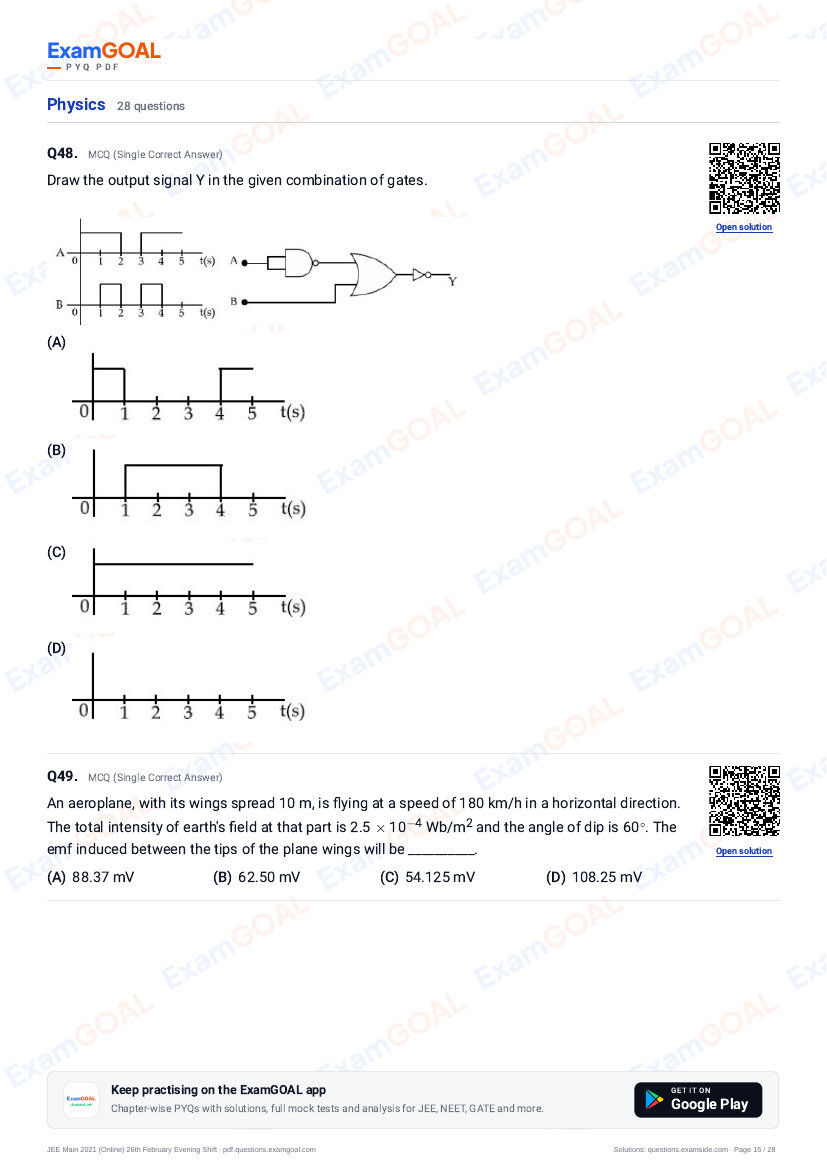 ExamGOAL
PYQ PDF
Physics 28 questions
Q48. MCQ (Single Correct Answer)
Draw the output signal Y in the given combination of gates.
Open solution
A 0 1 2 3 4 5 t(s)
B 0 1 2 3 4 5 t(s)
A
B
Y
(A)
0 1 2 3 4 5 t(s)
(B)
0 1 2 3 4 5 t(s)
(C)
0 1 2 3 4 5 t(s)
(D)
0 1 2 3 4 5 t(s)
Q49. MCQ (Single Correct Answer)
An aeroplane, with its wings spread 10 m, is flying at a speed of 180 km/h in a horizontal direction.
The total intensity of earth's field at that part is 2.5 × 10⁻⁴ Wb/m² and the angle of dip is 60∘. The
emf induced between the tips of the plane wings will be __________.
Open solution
(A) 88.37 mV (B) 62.50 mV (C) 54.125 mV (D) 108.25 mV
ExamGOAL
Keep practising on the ExamGOAL app
Chapter-wise PYQs with solutions, full mock tests and analysis for JEE, NEET, GATE and more.
GET IT ON
Google Play
JEE Main 2021 (Online) 26th February Evening Shift · pdf.questions.examgoal.com
Solutions: questions.examside.com · Page 15 / 28